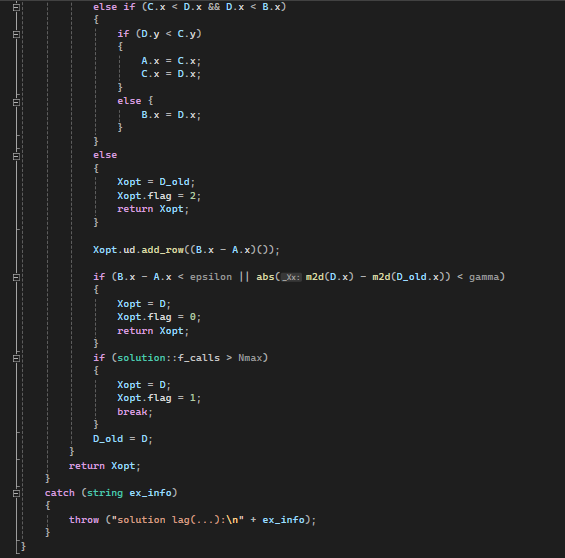 else if (C.x < D.x && D.x < B.x)
{
if (D.y < C.y)
{
A.x = C.x;
C.x = D.x;
}
else {
B.x = D.x;
}
}
else
{
Xopt = D_old;
Xopt.flag = 2;
return Xopt;
}
Xopt.ud.add_row((B.x - A.x)());
if (B.x - A.x < epsilon || abs(_Xx: m2d(D.x) - m2d(D_old.x)) < gamma)
{
Xopt = D;
Xopt.flag = 0;
return Xopt;
}
if (solution::f_calls > Nmax)
{
Xopt = D;
Xopt.flag = 1;
break;
}
D_old = D;
}
return Xopt;
}
catch (string ex_info)
{
throw ("solution lag(...):\n" + ex_info);
}
}